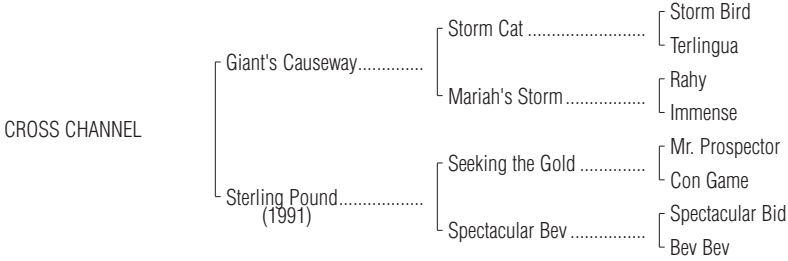 Storm Bird
Storm Cat ........................
Terlingua
Giant's Causeway..............
Rahy
Mariah's Storm .................
Immense
CROSS CHANNEL
Mr. Prospector
Seeking the Gold ..............
Con Game
Sterling Pound..................
(1991)
Spectacular Bid
Spectacular Bev ................
Bev Bev